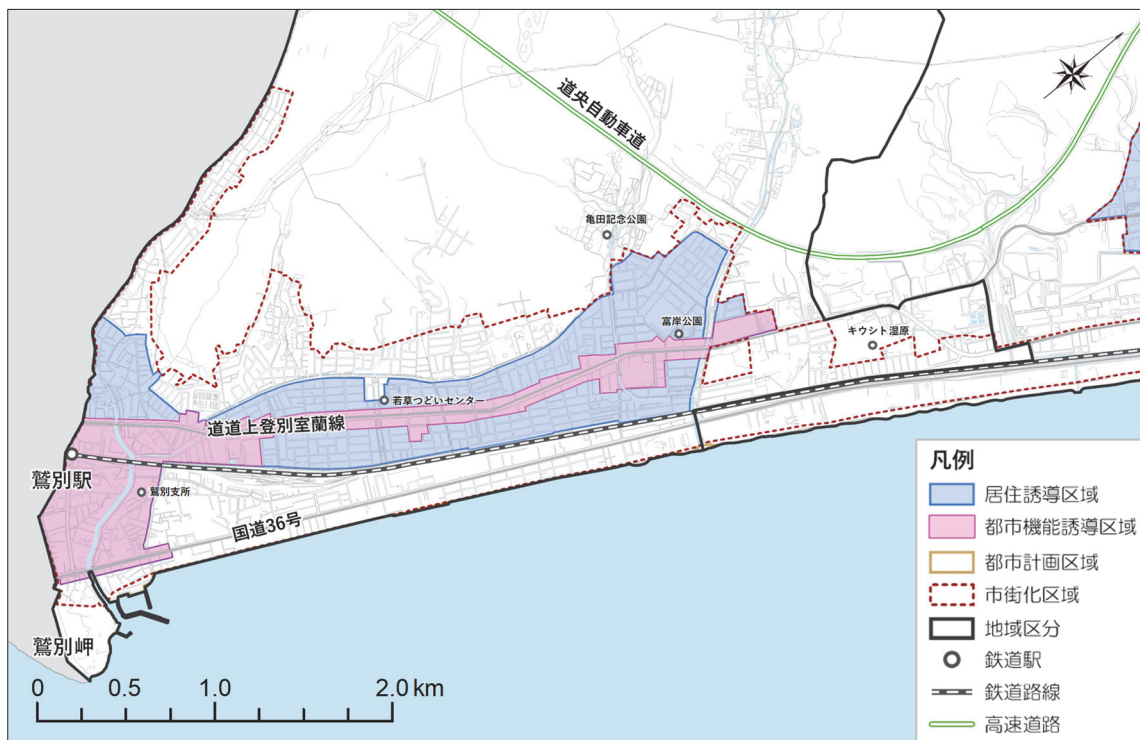 道央自動車道
亀田記念公園
富岸公園
キウシト湿原
若草つどいセンター
道道上登別室蘭線
鷲別駅
鷲別支所
国道36号
鷲別岬
0 0.5 1.0 2.0 km
凡例
居住誘導区域
都市機能誘導区域
都市計画区域
市街化区域
地域区分
鉄道駅
鉄道路線
高速道路